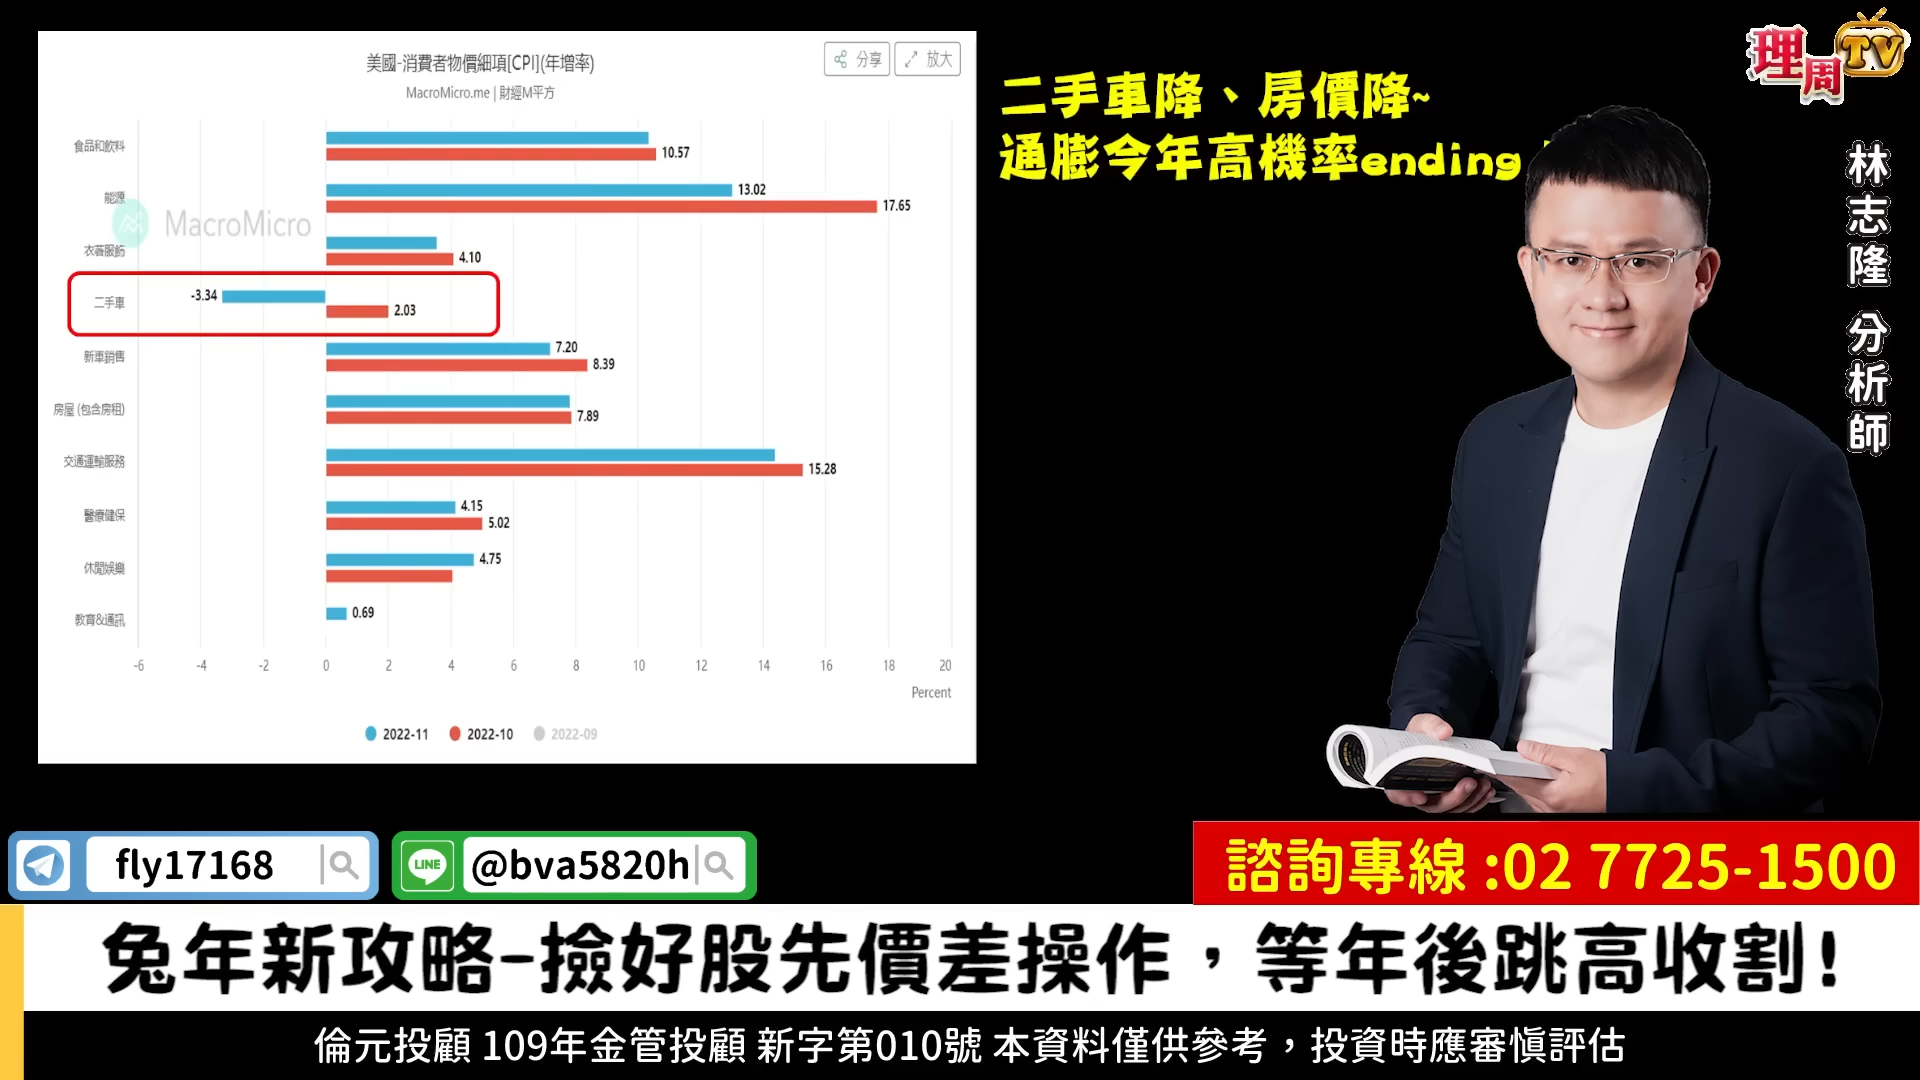 美國-消費者物價細項[CPI](年增率)
MacroMicro.me | 財經M平方
分享
放大
食品和飲料
10.57
能源
13.02
17.65
MacroMicro
衣著服飾
4.10
二手車
-3.34
2.03
新車銷售
7.20
8.39
房屋 (包含房租)
7.89
交通運輸服務
15.28
醫療健保
4.15
5.02
休閒娛樂
4.75
教育&通訊
0.69
-6 -4 -2 0 2 4 6 8 10 12 14 16 18 20
Percent
2022-11 2022-10 2022-09
二手車降、房價降~
通膨今年高機率ending
理周TV
林志隆 分析師
fly17168
LINE
@bva5820h
諮詢專線 :02 7725-1500
兔年新攻略-撿好股先價差操作，等年後跳高收割!
倫元投顧 109年金管投顧 新字第010號 本資料僅供參考，投資時應審慎評估